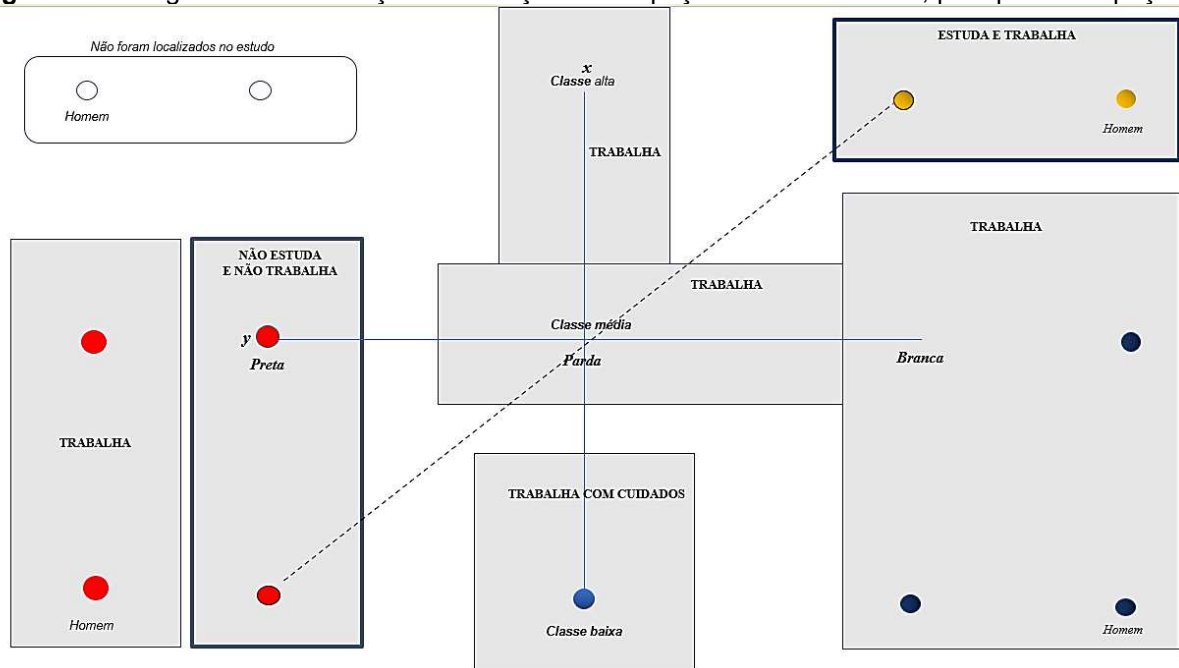 Não foram localizados no estudo
Homem
x
Classe alta
TRABALHA
ESTUDA E TRABALHA
Homem
TRABALHA
NÃO ESTUDA
E NÃO TRABALHA
TRABALHA
Classe média
y
Preta
Parda
Branca
TRABALHA
TRABALHA COM CUIDADOS
Homem
Classe baixa
Homem